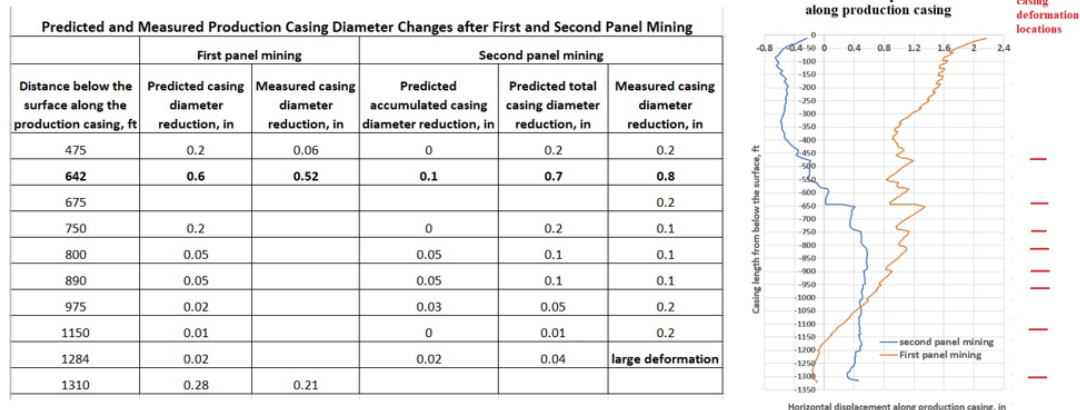 Predicted and Measured Production Casing Diameter Changes after First and Second Panel Mining
First panel mining Second panel mining
Distance below the surface along the production casing, ft Predicted casing diameter reduction, in Measured casing diameter reduction, in Predicted accumulated casing diameter reduction, in Predicted total casing diameter reduction, in Measured casing diameter reduction, in
475 0.2 0.06 0 0.2 0.2
642 0.6 0.52 0.1 0.7 0.8
675 0.2
750 0.2 0 0.2 0.1
800 0.05 0.05 0.1 0.1
890 0.05 0.05 0.1 0.1
975 0.02 0.03 0.05 0.2
1150 0.01 0 0.01 0.2
1284 0.02 0.02 0.04 large deformation
1310 0.28 0.21
along production casing
casing
deformation
locations
0
-0.8 -0.4 -50 0 0.4 0.8 1.2 1.6 2 2.4
-100
-150
-200
-250
-300
-350
-400
-450
-500
-550
-600
-650
-700
-750
-800
-850
-900
-950
-1000
-1050
-1100
-1150
-1200
-1250
-1300
-1350
Casing length from below the surface, ft
second panel mining
First panel mining
Horizontal displacement along production casing, in